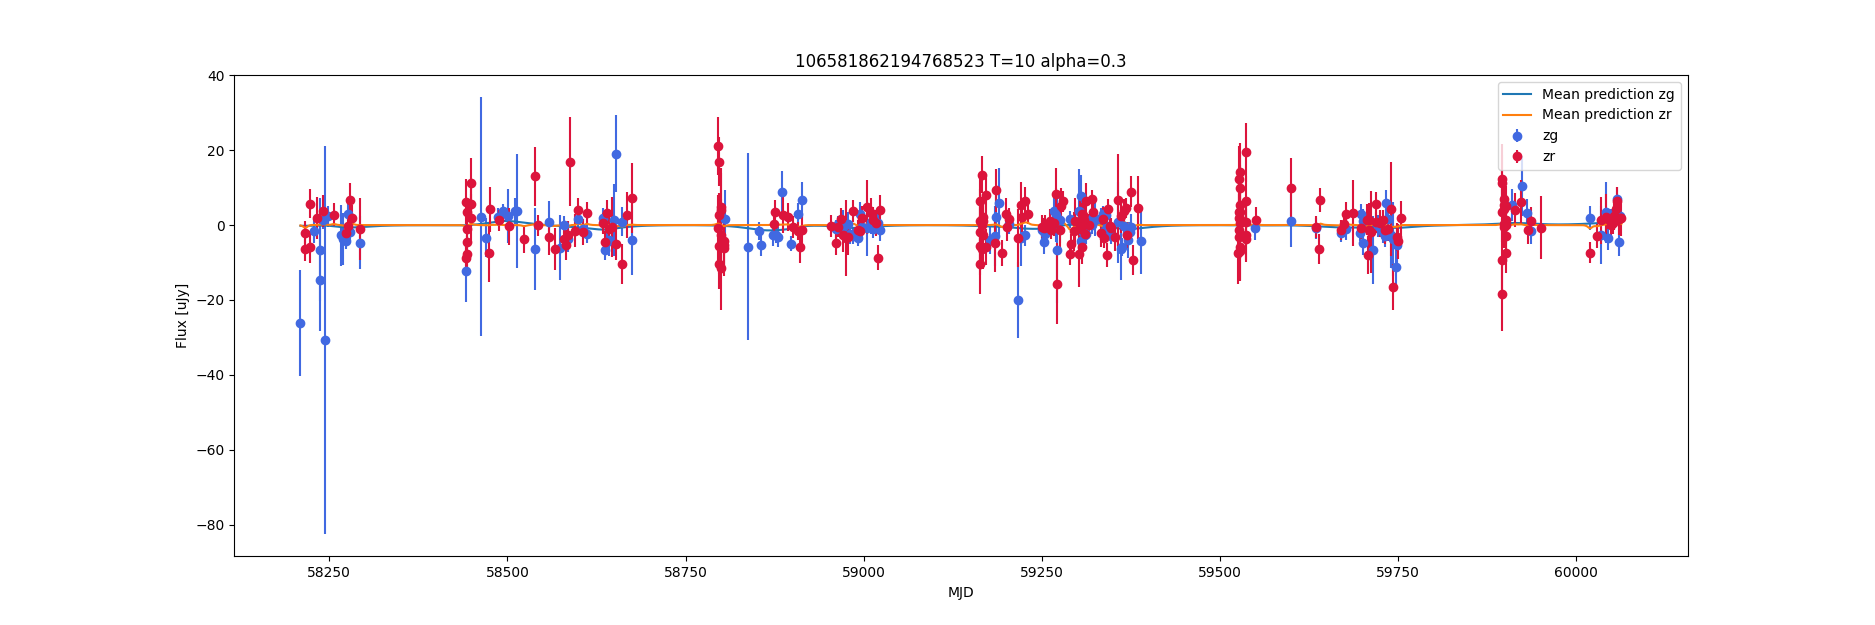 106581862194768523 T=10 alpha=0.3
40
20
0
−20
−40
−60
−80
Flux [uJy]
58250
58500
58750
59000
59250
59500
59750
60000
MJD
Mean prediction zg
Mean prediction zr
zg
zr